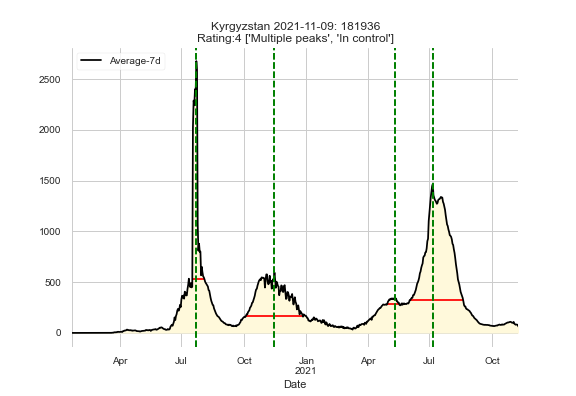 Kyrgyzstan 2021-11-09: 181936
Rating:4 ['Multiple peaks', 'In control']
Average-7d
2500
2000
1500
1000
500
0
Apr
Jul
Oct
Jan
2021
Apr
Jul
Oct
Date